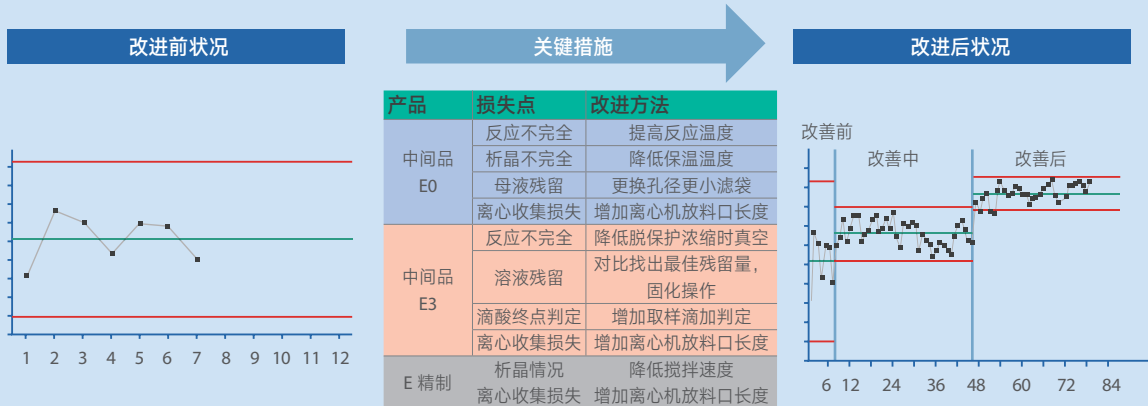 改进前状况
1 2 3 4 5 6 7 8 9 10 11 12
关键措施
产品 损失点 改进方法
中间品 E0
反应不完全 提高反应温度
析晶不完全 降低保温温度
母液残留 更换孔径更小滤袋
离心收集损失 增加离心机放料口长度
中间品 E3
反应不完全 降低脱保护浓缩时真空
溶液残留 对比找出最佳残留量，
固化操作
滴酸终点判定 增加取样滴加判定
离心收集损失 增加离心机放料口长度
E 精制
析晶情况 降低搅拌速度
离心收集损失 增加离心机放料口长度
改进后状况
改善前
改善中 改善后
6 12 24 36 48 60 72 84